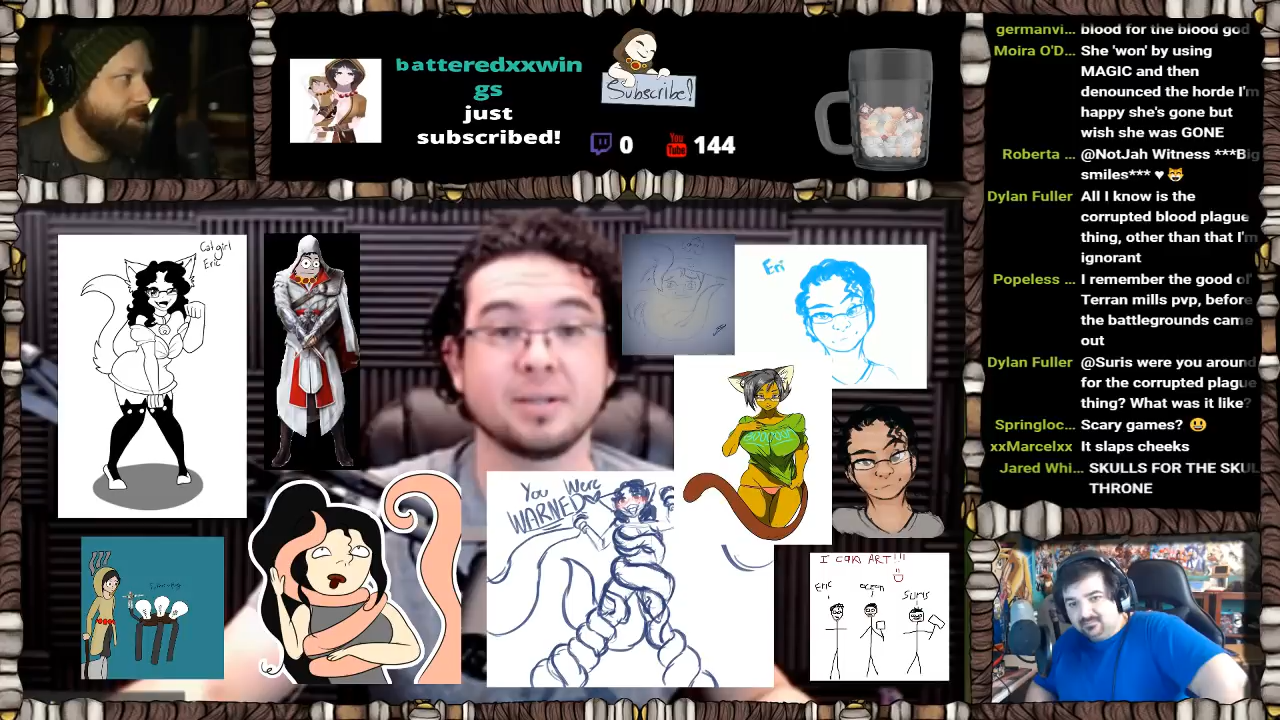 batteredxxwin
gs
just
subscribed!
Subscribe!
0
You
Tube
144
germanvi... blood for the blood god
Moira O'D... She 'won' by using
MAGIC and then
denounced the horde I'm
happy she's gone but
wish she was GONE
Roberta ... @NotJah Witness ***Big
smiles*** ♥ 😸
Dylan Fuller All I know is the
corrupted blood plague
thing, other than that I'm
ignorant
Popeless ... I remember the good ol'
Terran mills pvp, before
the battlegrounds came
out
Dylan Fuller @Suris were you around
for the corrupted plague
thing? What was it like?
Springloc... Scary games? 😃
xxMarcelxx It slaps cheeks
Jared Whi... SKULLS FOR THE SKULL
THRONE
Catgirl
Eric
Eri
You Were
WARNED
I CAN ART!!!
Eric
Suris